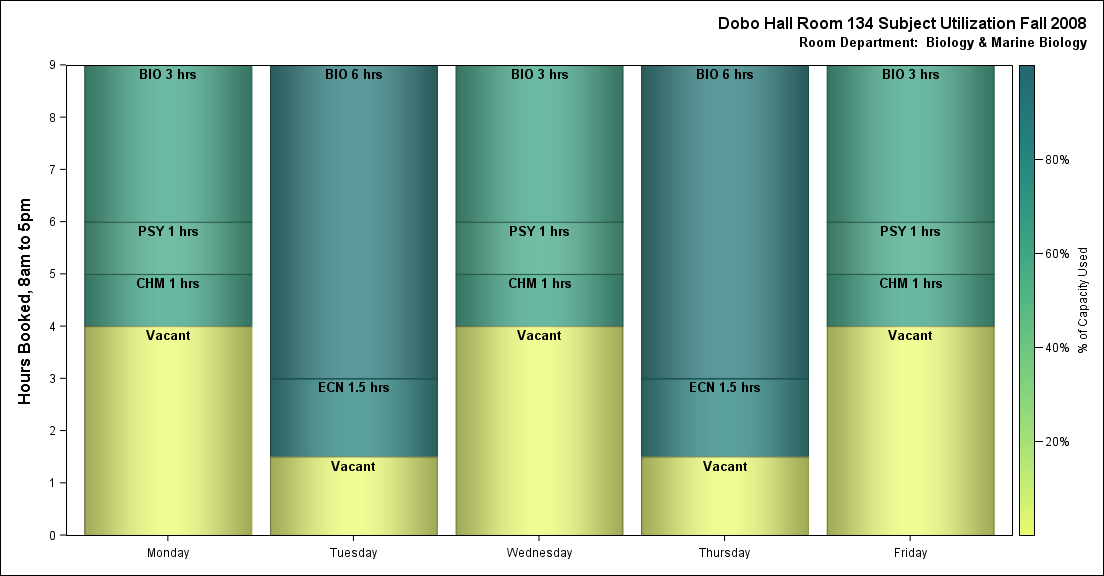 Dobo Hall Room 134 Subject Utilization Fall 2008
Room Department:  Biology & Marine Biology
Hours Booked, 8am to 5pm
9
8
7
6
5
4
3
2
1
0
BIO 3 hrs
PSY 1 hrs
CHM 1 hrs
Vacant
BIO 6 hrs
ECN 1.5 hrs
Vacant
BIO 3 hrs
PSY 1 hrs
CHM 1 hrs
Vacant
BIO 6 hrs
ECN 1.5 hrs
Vacant
BIO 3 hrs
PSY 1 hrs
CHM 1 hrs
Vacant
Monday
Tuesday
Wednesday
Thursday
Friday
80%
60%
40%
20%
% of Capacity Used